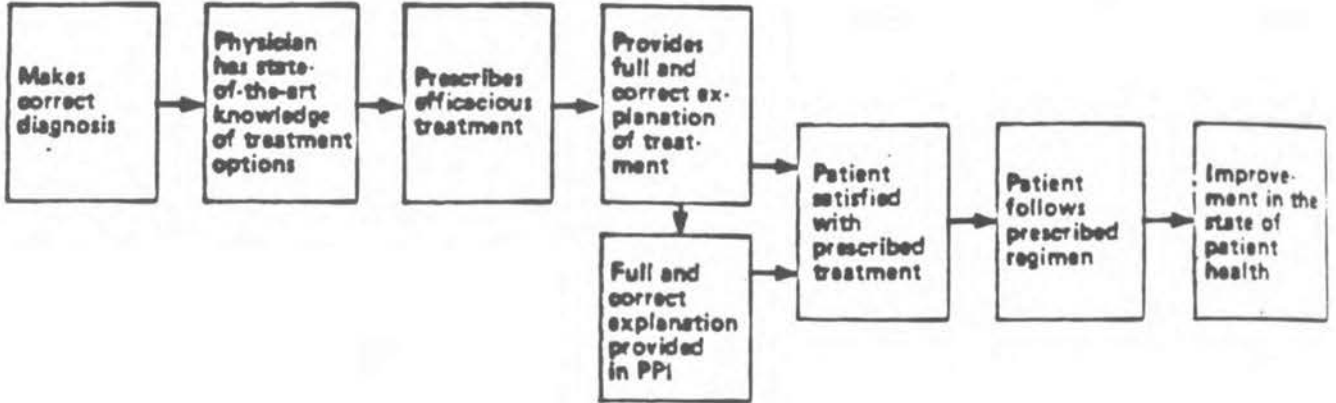 Makes
correct
diagnosis
Physician
has state-
of-the-art
knowledge
of treatment
options
Prescribes
efficacious
treatment
Provides
full and
correct ex-
planation
of treat-
ment
Full and
correct
explanation
provided
in PPI
Patient
satisfied
with
prescribed
treatment
Patient
follows
prescribed
regimen
Improve-
ment in the
state of
patient
health